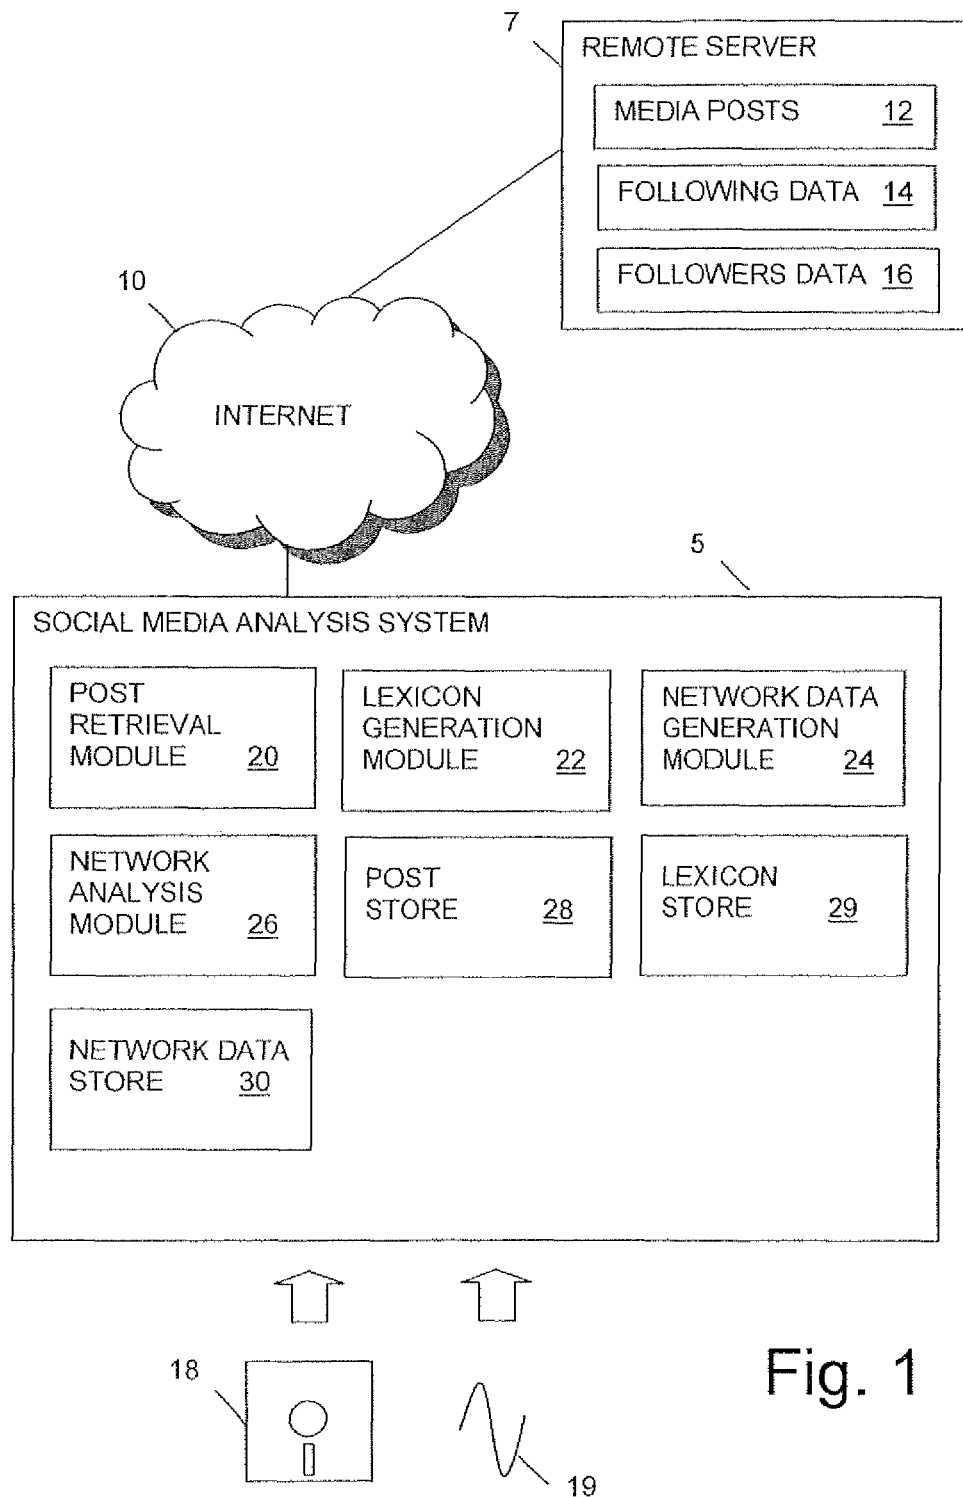 7
REMOTE SERVER
MEDIA POSTS 12
FOLLOWING DATA 14
FOLLOWERS DATA 16
10
INTERNET
5
SOCIAL MEDIA ANALYSIS SYSTEM
POST
RETRIEVAL
MODULE 20
LEXICON
GENERATION
MODULE 22
NETWORK DATA
GENERATION
MODULE 24
NETWORK
ANALYSIS
MODULE 26
POST
STORE 28
LEXICON
STORE 29
NETWORK DATA
STORE 30
18
19
Fig. 1